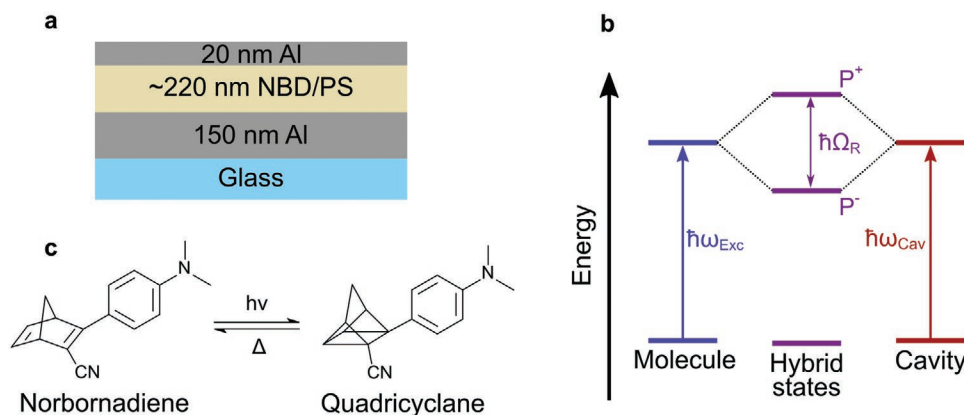 a
20 nm Al
~220 nm NBD/PS
150 nm Al
Glass
b
Energy
P+
ħΩR
P-
ħωExc
ħωCav
Molecule
Hybrid
states
Cavity
c
N
CN
Norbornadiene
hν
Δ
N
CN
Quadricyclane